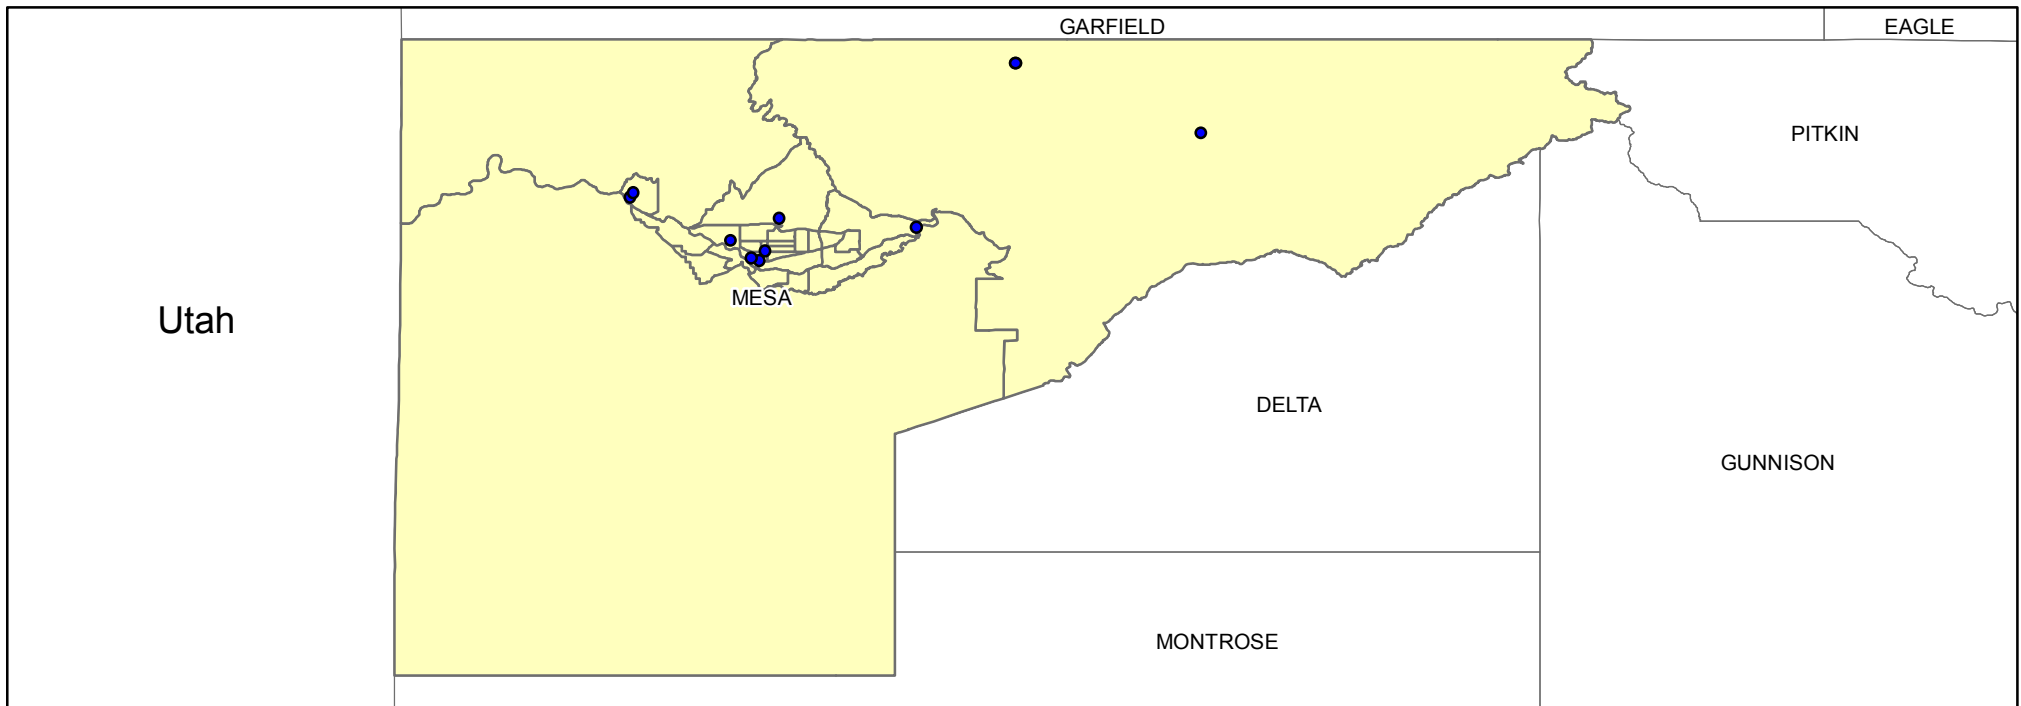 GARFIELD
EAGLE
PITKIN
MESA
Utah
DELTA
GUNNISON
MONTROSE